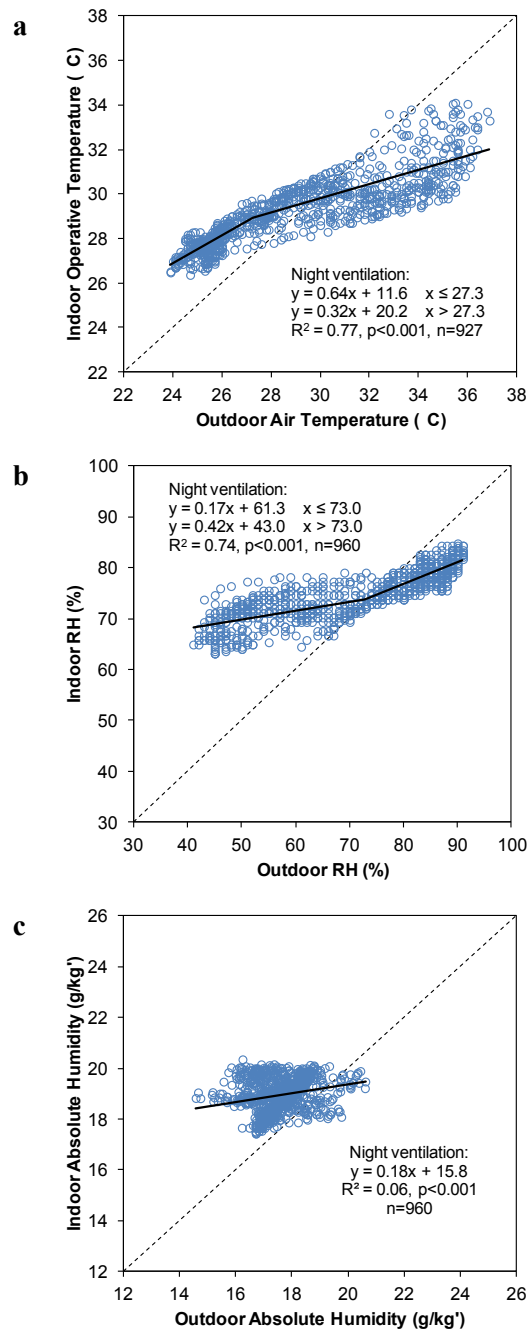 a
38
36
34
32
30
28
26
24
22
Indoor Operative Temperature ( C)
Night ventilation:
y = 0.64x + 11.6 x ≤ 27.3
y = 0.32x + 20.2 x > 27.3
R² = 0.77, p<0.001, n=927
22 24 26 28 30 32 34 36 38
Outdoor Air Temperature ( C)
b
100
90
80
70
60
50
40
30
Indoor RH (%)
Night ventilation:
y = 0.17x + 61.3 x ≤ 73.0
y = 0.42x + 43.0 x > 73.0
R² = 0.74, p<0.001, n=960
30 40 50 60 70 80 90 100
Outdoor RH (%)
c
26
24
22
20
18
16
14
12
Indoor Absolute Humidity (g/kg')
Night ventilation:
y = 0.18x + 15.8
R² = 0.06, p<0.001
n=960
12 14 16 18 20 22 24 26
Outdoor Absolute Humidity (g/kg')